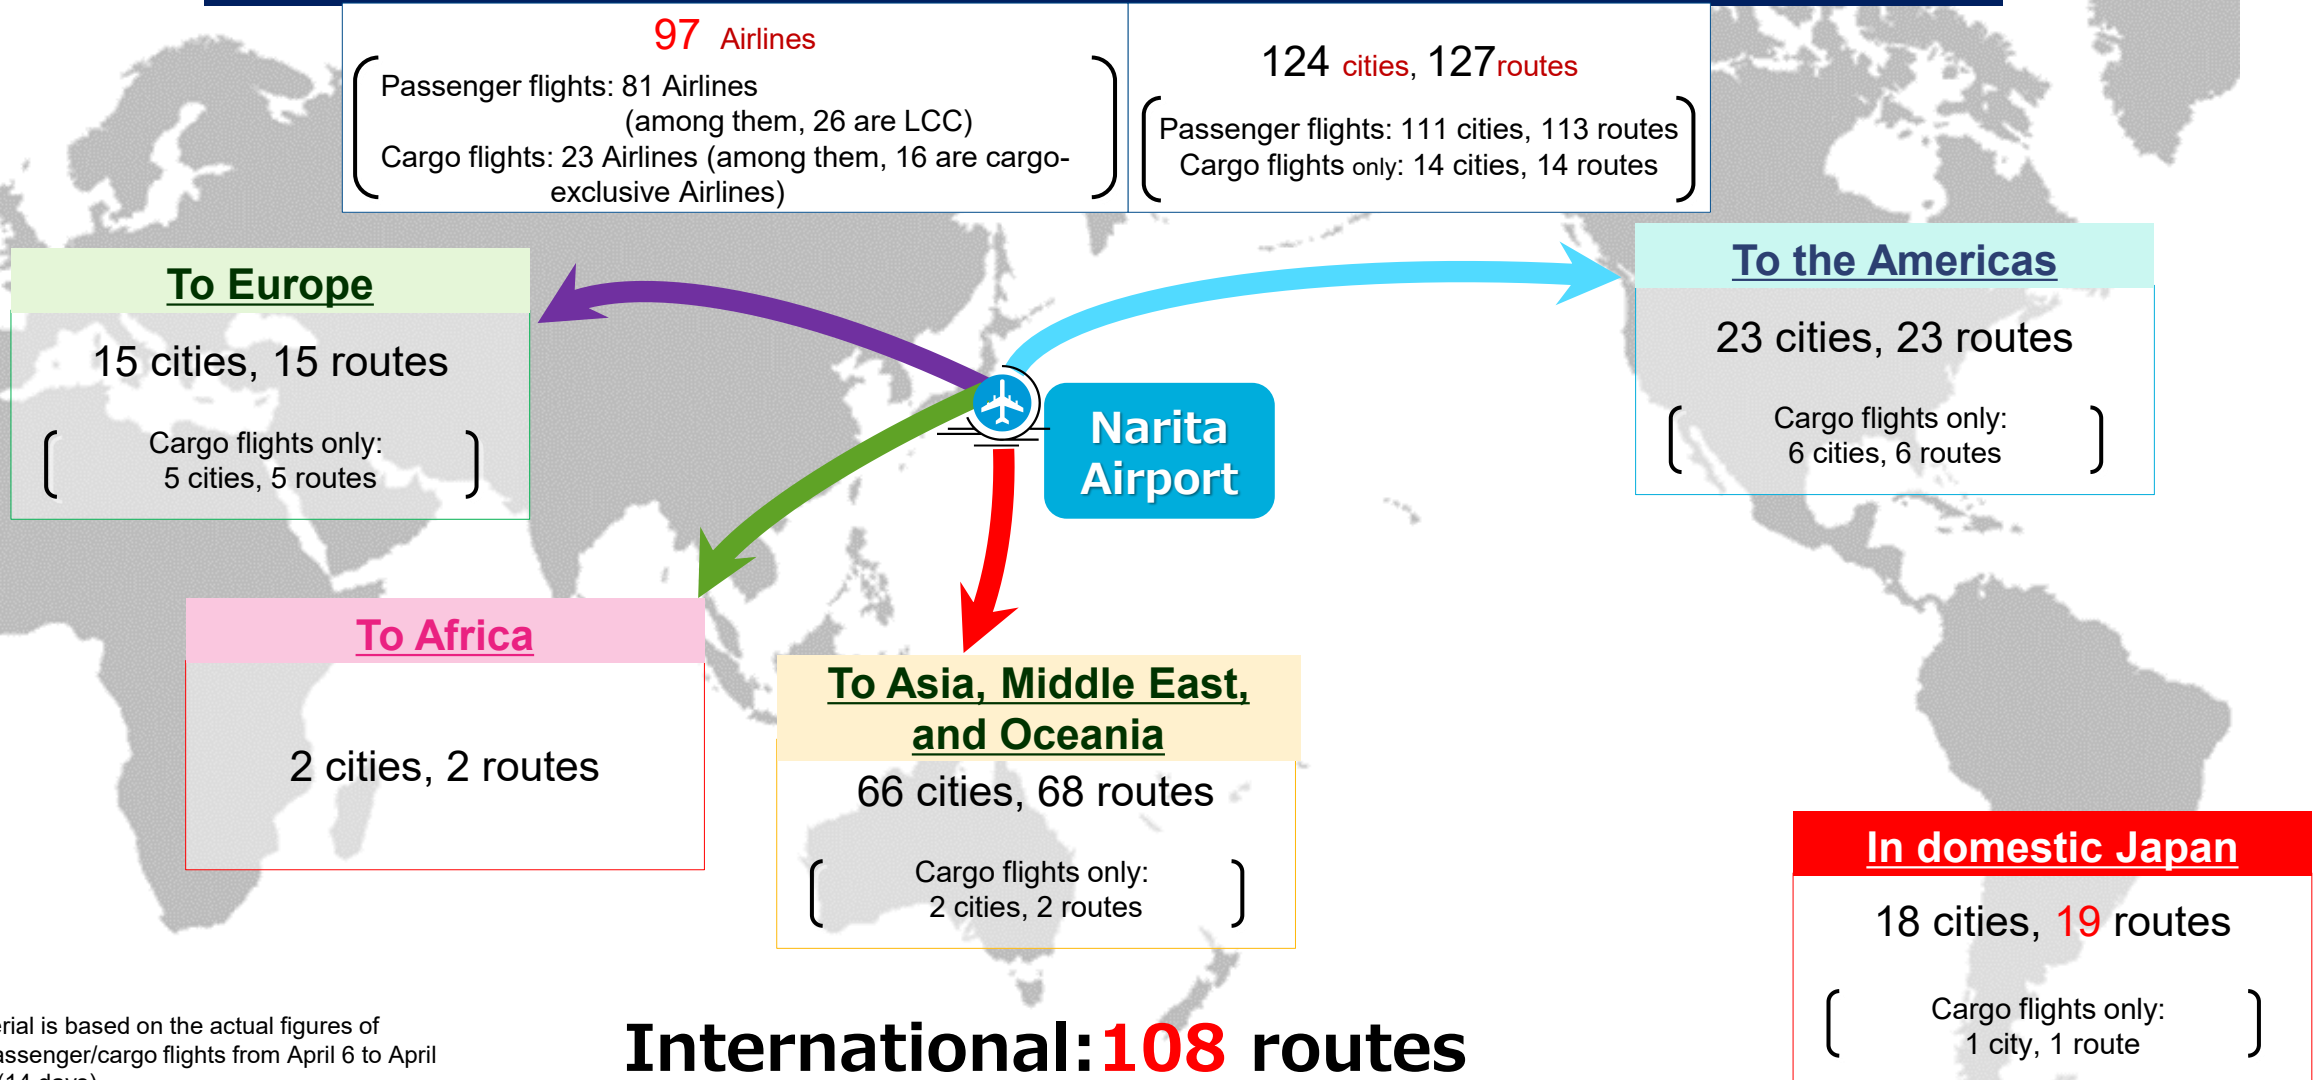 97 Airlines
Passenger flights: 81 Airlines
(among them, 26 are LCC)
Cargo flights: 23 Airlines (among them, 16 are cargo-
exclusive Airlines)
124 cities, 127routes
Passenger flights: 111 cities, 113 routes
Cargo flights only: 14 cities, 14 routes
To Europe
15 cities, 15 routes
Cargo flights only:
5 cities, 5 routes
To the Americas
23 cities, 23 routes
Cargo flights only:
6 cities, 6 routes
Narita
Airport
To Africa
2 cities, 2 routes
To Asia, Middle East,
and Oceania
66 cities, 68 routes
Cargo flights only:
2 cities, 2 routes
In domestic Japan
18 cities, 19 routes
Cargo flights only:
1 city, 1 route
is based on the actual figures of
passenger/cargo flights from April 6 to April
(14 days)
International:108 routes